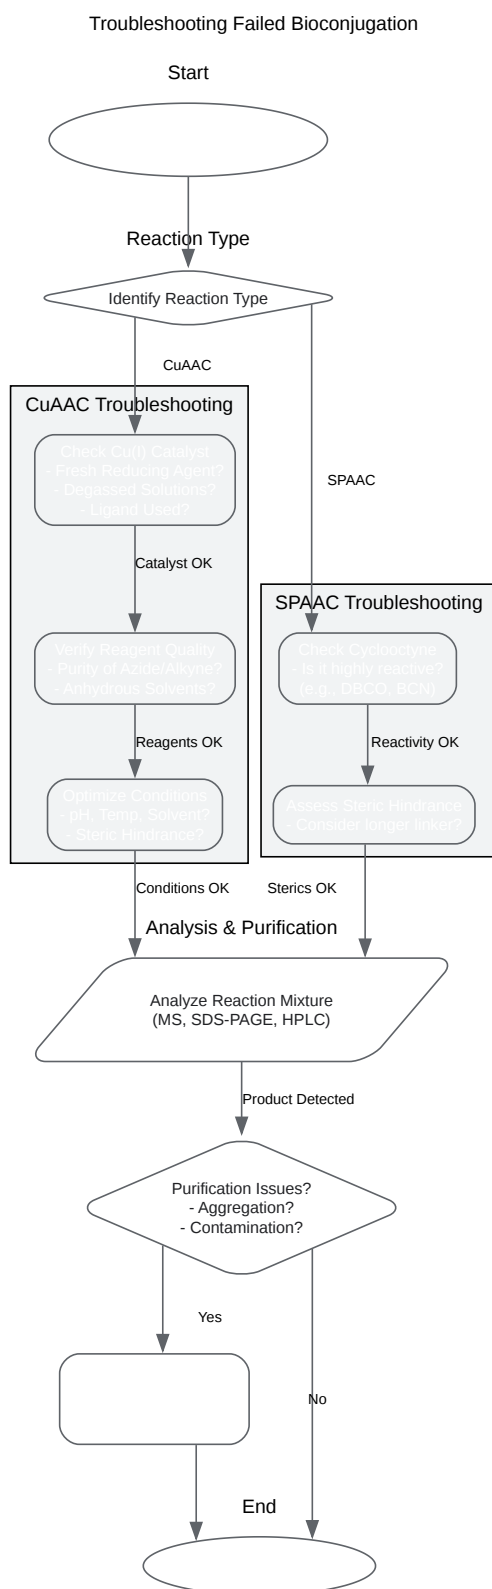 Troubleshooting Failed Bioconjugation
Start
Reaction Type
Identify Reaction Type
CuAAC
CuAAC Troubleshooting
Check Cu(I) Catalyst
- Fresh Reducing Agent?
- Degassed Solutions?
- Ligand Used?
SPAAC
Catalyst OK
SPAAC Troubleshooting
Verify Reagent Quality
- Purity of Azide/Alkyne?
- Anhydrous Solvents?
Check Cyclooctyne
- Is it highly reactive?
(e.g., DBCO, BCN)
Reagents OK
Reactivity OK
Optimize Conditions
- pH, Temp, Solvent?
- Steric Hindrance?
Assess Steric Hindrance
- Consider longer linker?
Conditions OK
Sterics OK
Analysis & Purification
Analyze Reaction Mixture
(MS, SDS-PAGE, HPLC)
Product Detected
Purification Issues?
- Aggregation?
- Contamination?
Yes
No
End